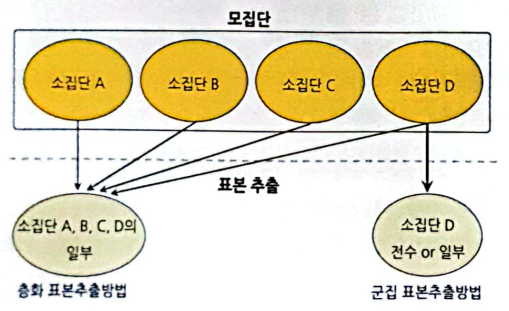 모집단
소집단 A
소집단 B
소집단 C
소집단 D
표본 추출
소집단 A, B, C, D의
일부
소집단 D
전수 or 일부
층화 표본추출방법
군집 표본추출방법